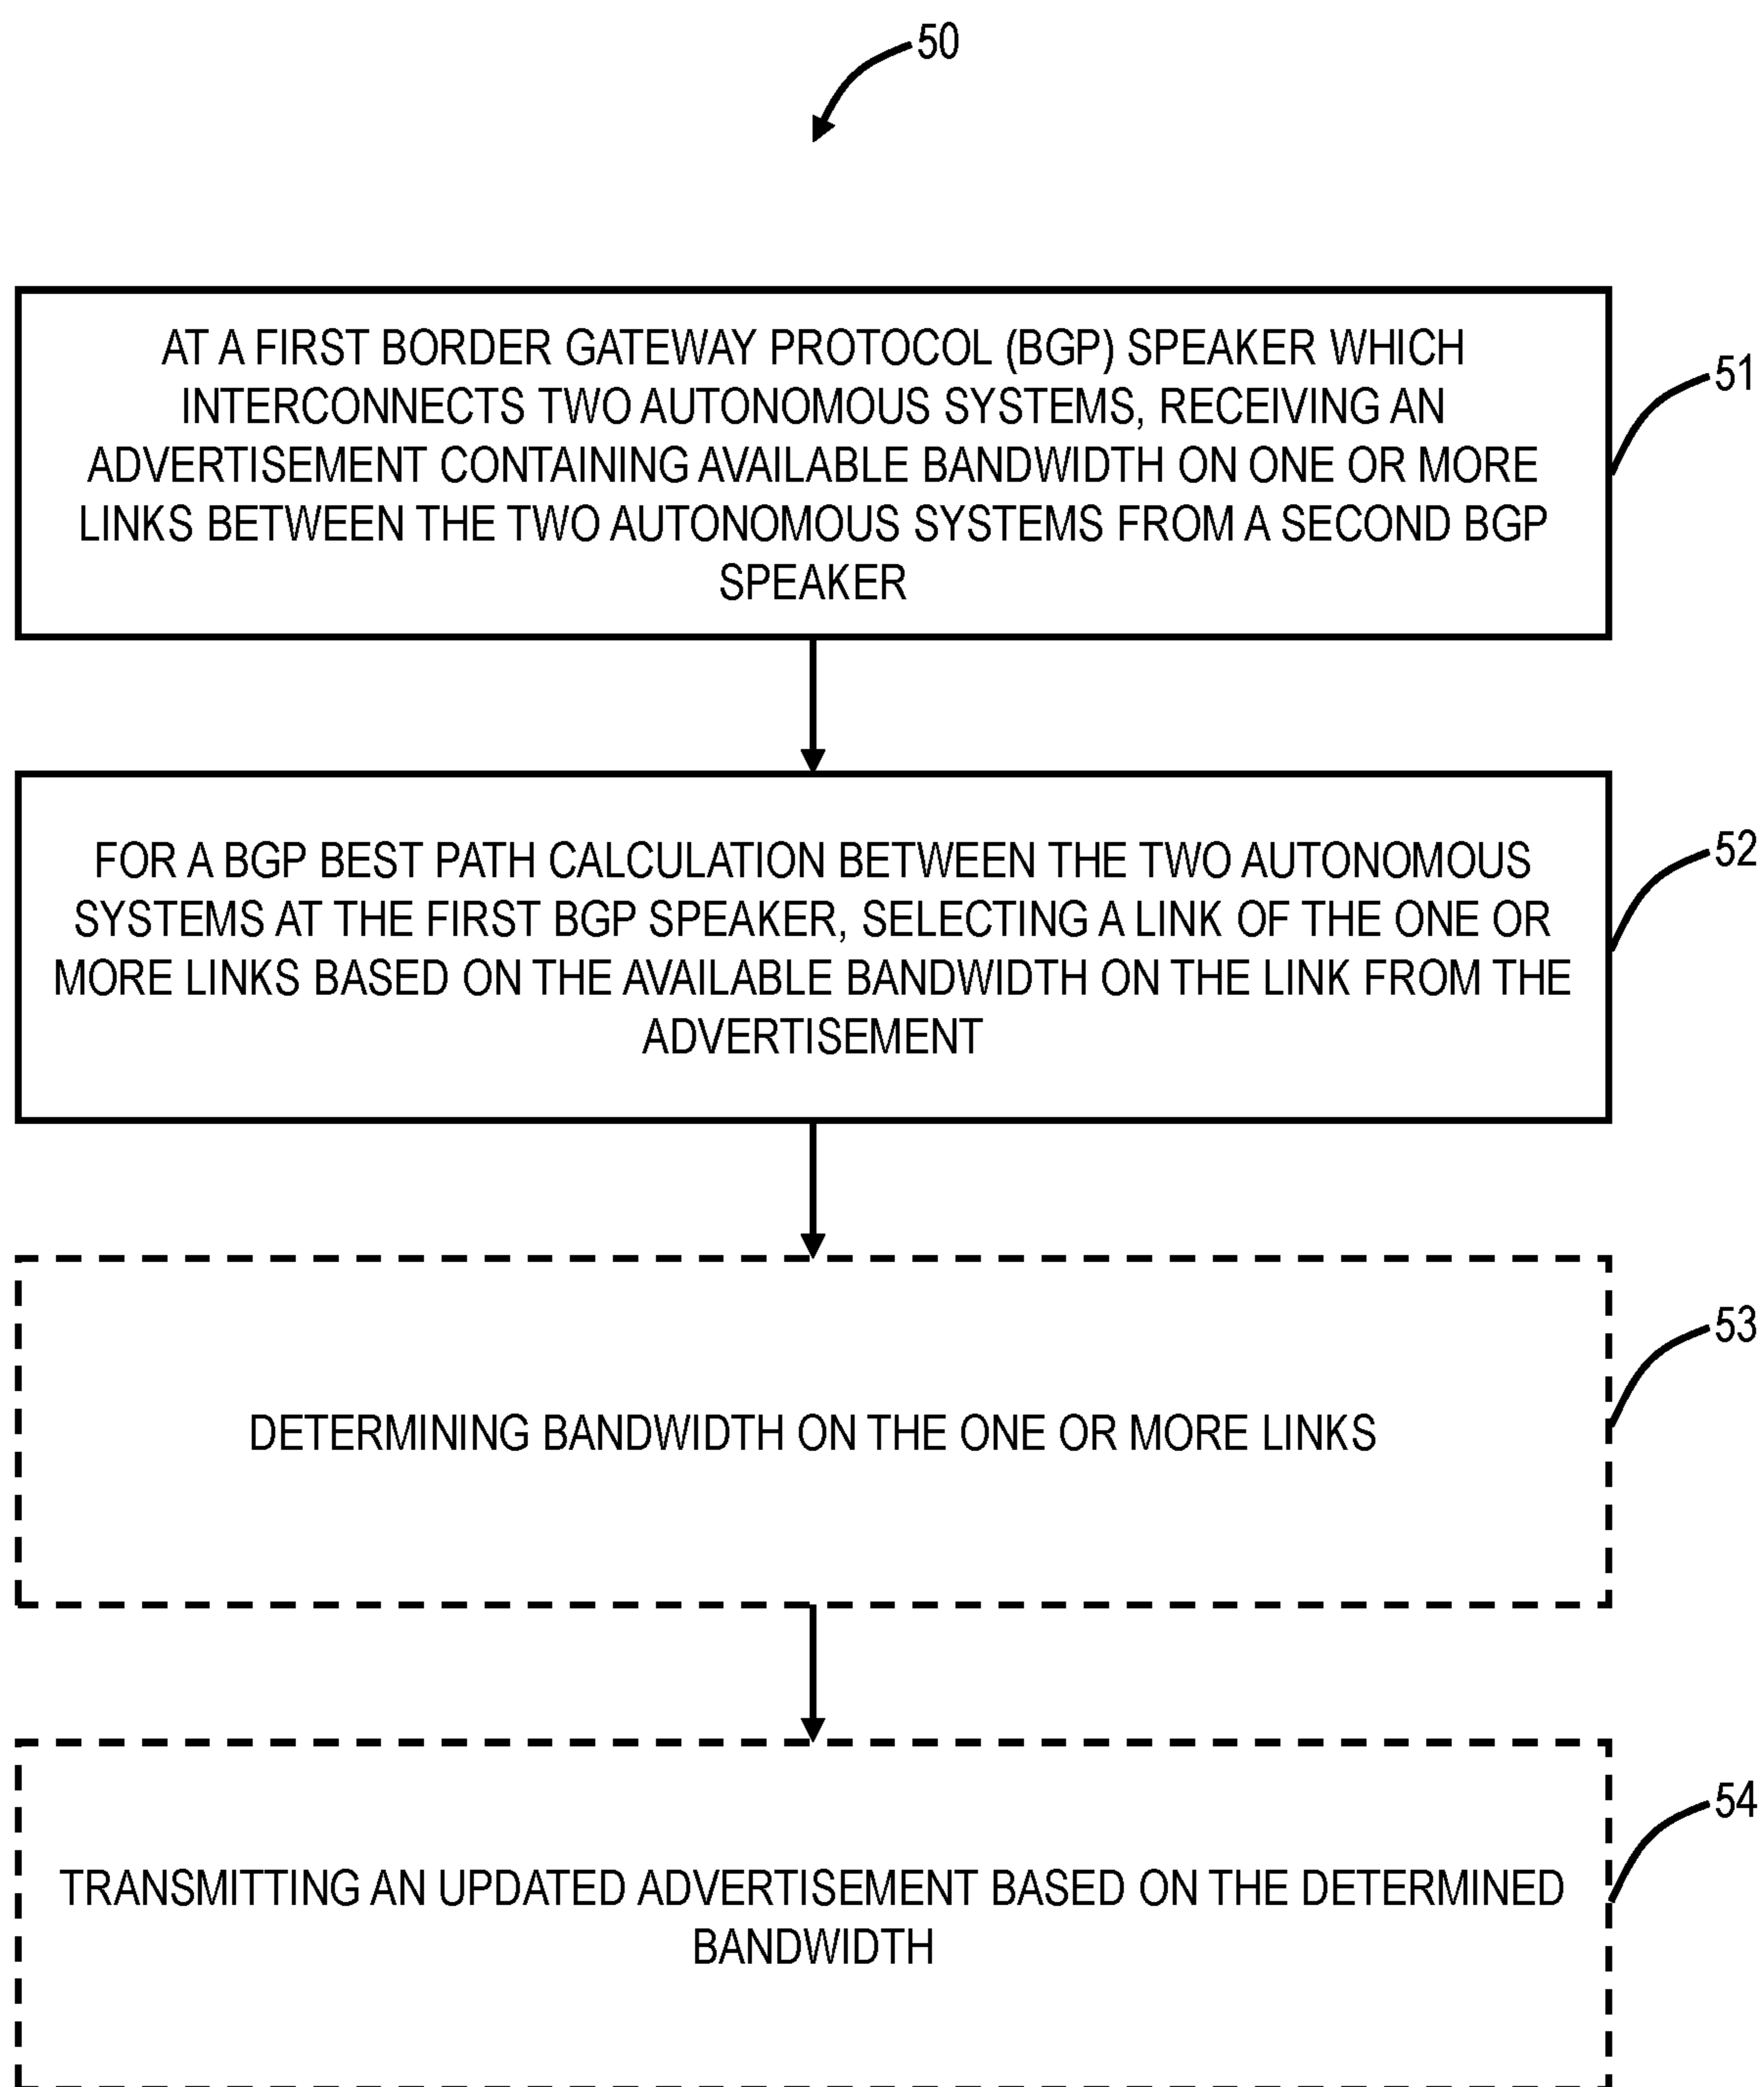 50
AT A FIRST BORDER GATEWAY PROTOCOL (BGP) SPEAKER WHICH
INTERCONNECTS TWO AUTONOMOUS SYSTEMS, RECEIVING AN
ADVERTISEMENT CONTAINING AVAILABLE BANDWIDTH ON ONE OR MORE
LINKS BETWEEN THE TWO AUTONOMOUS SYSTEMS FROM A SECOND BGP
SPEAKER
51
FOR A BGP BEST PATH CALCULATION BETWEEN THE TWO AUTONOMOUS
SYSTEMS AT THE FIRST BGP SPEAKER, SELECTING A LINK OF THE ONE OR
MORE LINKS BASED ON THE AVAILABLE BANDWIDTH ON THE LINK FROM THE
ADVERTISEMENT
52
DETERMINING BANDWIDTH ON THE ONE OR MORE LINKS
53
TRANSMITTING AN UPDATED ADVERTISEMENT BASED ON THE DETERMINED
BANDWIDTH
54